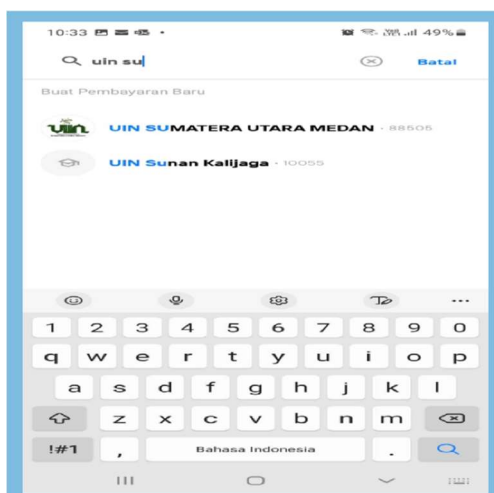 10:33 49%
uin su Batal
Buat Pembayaran Baru
UIN SUMATERA UTARA MEDAN · 88505
UIN Sunan Kalijaga · 10055
1 2 3 4 5 6 7 8 9 0
q w e r t y u i o p
a s d f g h j k l
z x c v b n m
!#1 , Bahasa Indonesia .